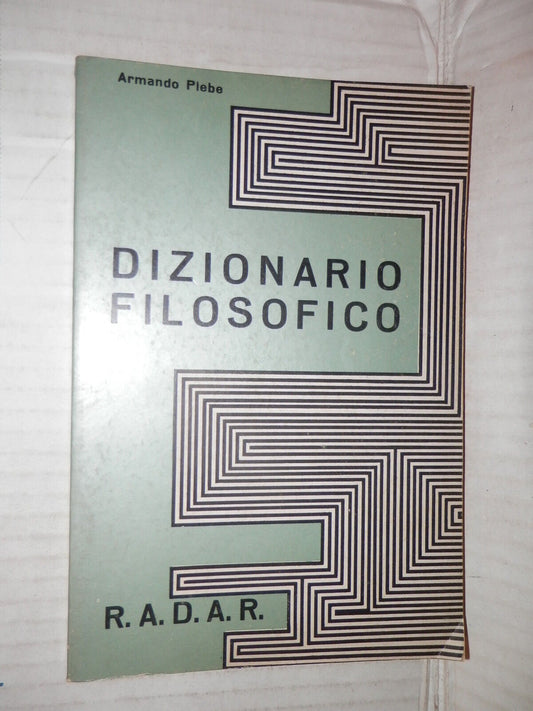 Armando Plebe
DIZIONARIO
FILOSOFICO
R. A. D. A. R.